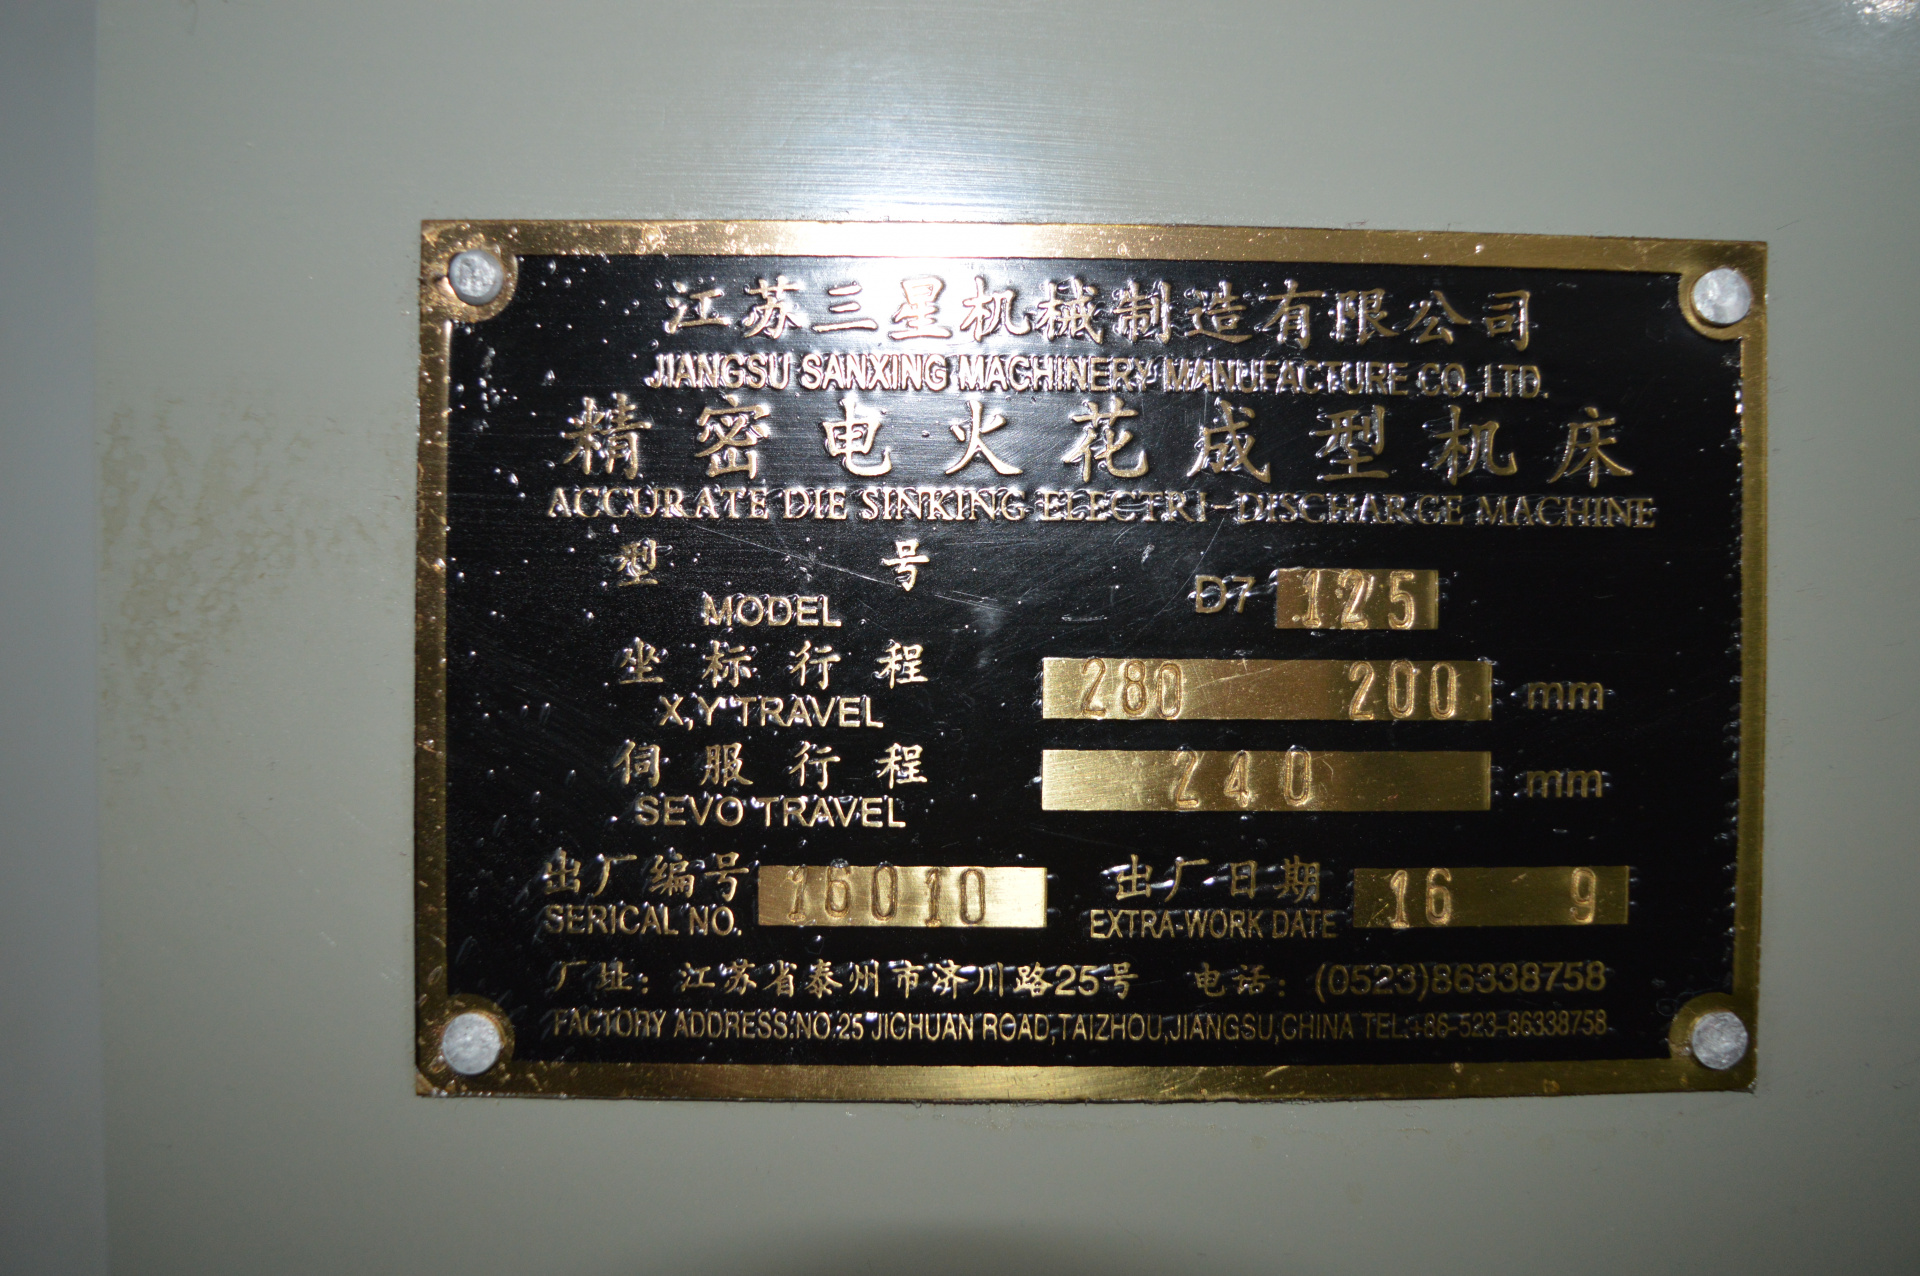 江苏三星机械制造有限公司
JIANGSU SANXING MACHINERY MANUFACTURE CO.,LTD.
精密电火花成型机床
ACCURATE DIE SINKING ELECTRI-DISCHARGE MACHINE
型号
MODEL D7 125
坐标行程
X,Y TRAVEL 280 200 mm
伺服行程
SEVO TRAVEL 240 mm
出厂编号 出厂日期
SERICAL NO. 16010 EXTRA-WORK DATE 16 9
厂址：江苏省泰州市济川路25号 电话：(0523)86338758
FACTORY ADDRESS:NO.25 JICHUAN ROAD,TAIZHOU,JIANGSU,CHINA TEL:+86-523-86338758